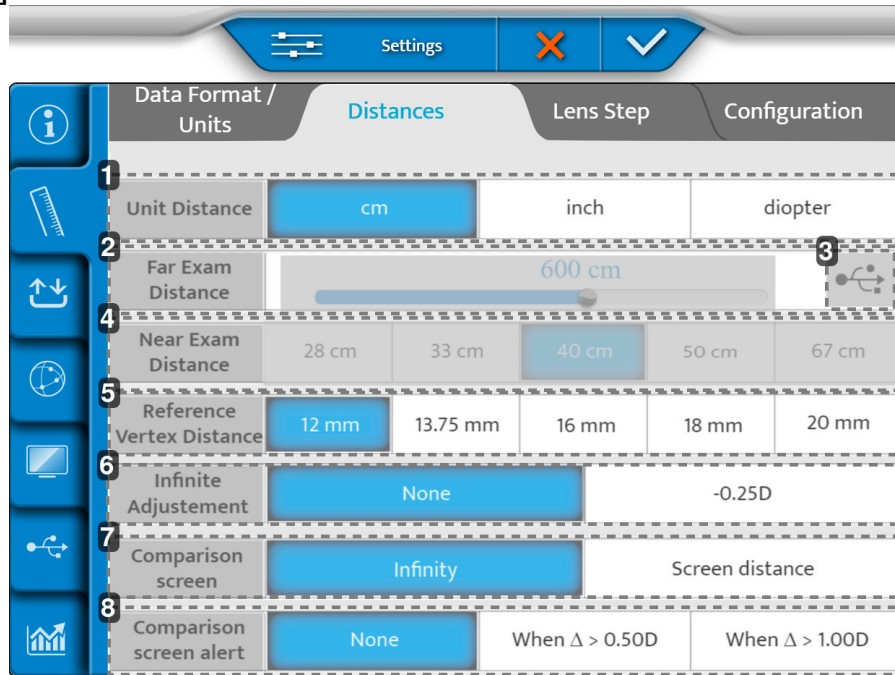 Settings
Data Format /
Units
Distances
Lens Step
Configuration
1
Unit Distance
cm
inch
diopter
2
3
Far Exam
Distance
600 cm
4
Near Exam
Distance
28 cm
33 cm
40 cm
50 cm
67 cm
5
Reference
Vertex Distance
12 mm
13.75 mm
16 mm
18 mm
20 mm
6
Infinite
Adjustement
None
-0.25D
7
Comparison
screen
Infinity
Screen distance
8
Comparison
screen alert
None
When Δ > 0.50D
When Δ > 1.00D